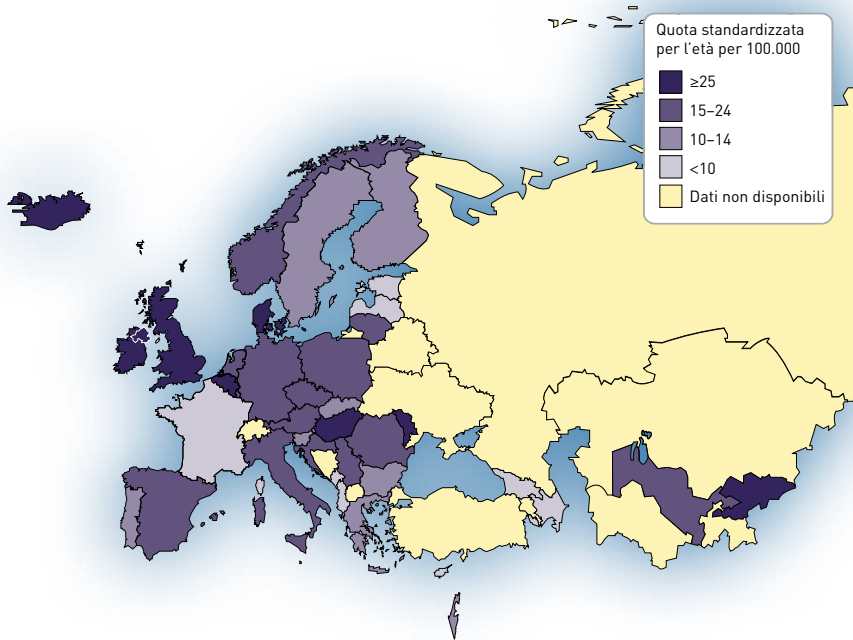 Quota standardizzata
per l'età per 100.000
≥25
15–24
10–14
<10
Dati non disponibili